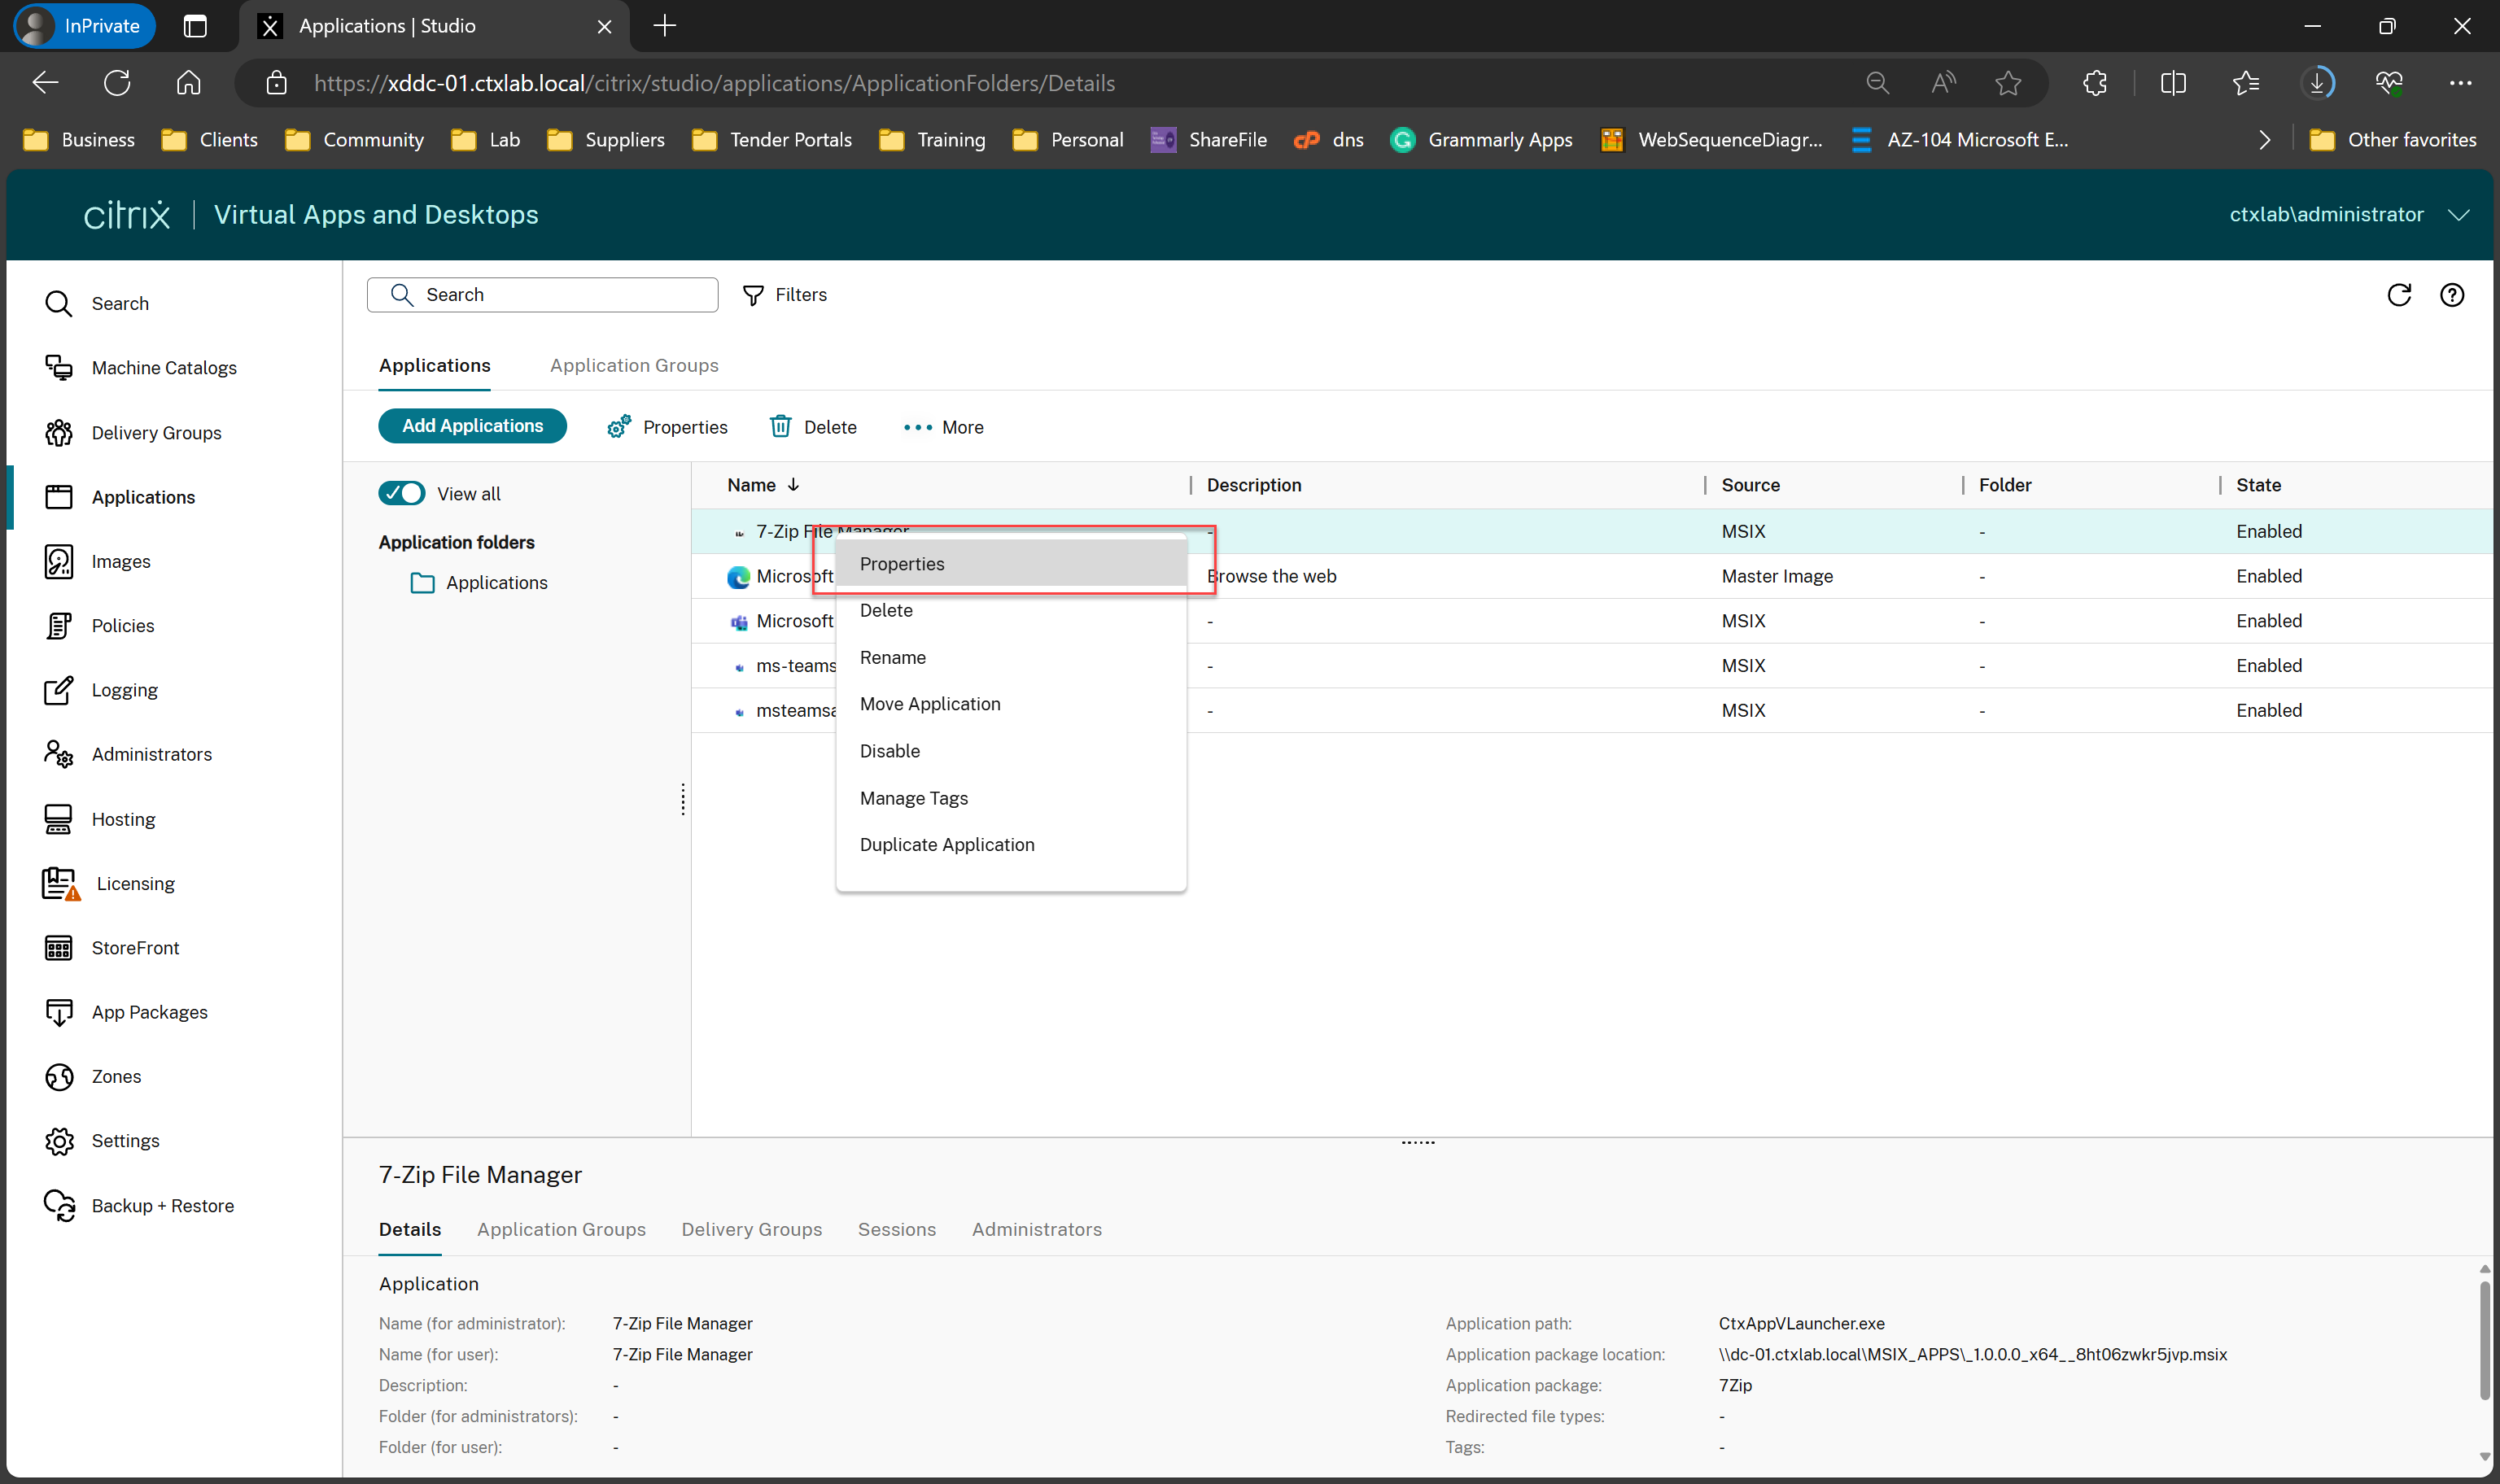 InPrivate
Applications | Studio
https://xddc-01.ctxlab.local/citrix/studio/applications/ApplicationFolders/Details
Business Clients Community Lab Suppliers Tender Portals Training Personal ShareFile dns Grammarly Apps WebSequenceDiagr... AZ-104 Microsoft E... Other favorites
citrix | Virtual Apps and Desktops
ctxlab\administrator
Search
Machine Catalogs
Delivery Groups
Applications
Images
Policies
Logging
Administrators
Hosting
Licensing
StoreFront
App Packages
Zones
Settings
Backup + Restore
Search Filters
Applications Application Groups
Add Applications Properties Delete More
View all
Application folders
Applications
Name Description Source Folder State
7-Zip File Manager - MSIX - Enabled
Microsoft Browse the web Master Image - Enabled
Microsoft - MSIX - Enabled
ms-teams - MSIX - Enabled
msteamsa - MSIX - Enabled
Properties
Delete
Rename
Move Application
Disable
Manage Tags
Duplicate Application
7-Zip File Manager
Details Application Groups Delivery Groups Sessions Administrators
Application
Name (for administrator): 7-Zip File Manager
Name (for user): 7-Zip File Manager
Description: -
Folder (for administrators): -
Folder (for user): -
Application path: CtxAppVLauncher.exe
Application package location: \\dc-01.ctxlab.local\MSIX_APPS\_1.0.0.0_x64__8ht06zwkr5jvp.msix
Application package: 7Zip
Redirected file types: -
Tags: -